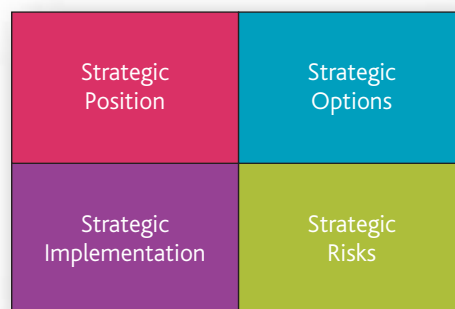 Strategic
Position
Strategic
Options
Strategic
Implementation
Strategic
Risks